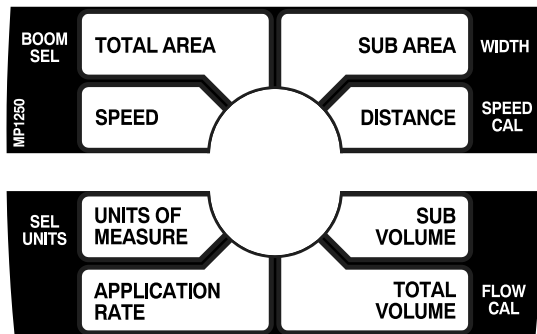 BOOM
SEL
TOTAL AREA
SUB AREA
WIDTH
MP1250
SPEED
DISTANCE
SPEED
CAL
SEL
UNITS
UNITS OF
MEASURE
SUB
VOLUME
APPLICATION
RATE
TOTAL
VOLUME
FLOW
CAL